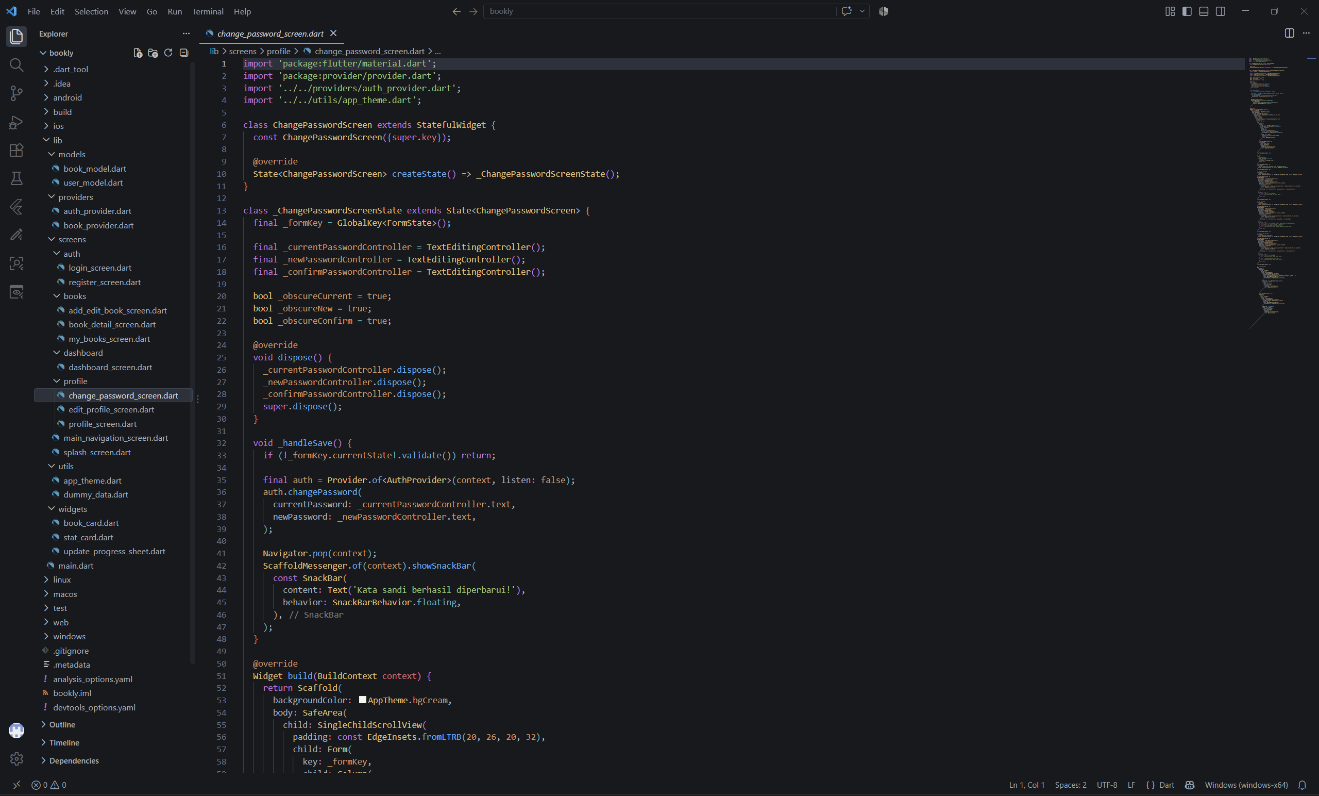 File Edit Selection View Go Run Terminal Help
bookly
Explorer
bookly
.dart_tool
.idea
android
build
ios
lib
models
book_model.dart
user_model.dart
providers
auth_provider.dart
book_provider.dart
screens
auth
login_screen.dart
register_screen.dart
books
add_edit_book_screen.dart
book_detail_screen.dart
my_books_screen.dart
dashboard
dashboard_screen.dart
profile
change_password_screen.dart
edit_profile_screen.dart
profile_screen.dart
main_navigation_screen.dart
splash_screen.dart
utils
app_theme.dart
dummy_data.dart
widgets
book_card.dart
stat_card.dart
update_progress_sheet.dart
main.dart
linux
macos
test
web
windows
.gitignore
.metadata
analysis_options.yaml
bookly.iml
devtools_options.yaml
Outline
Timeline
Dependencies
change_password_screen.dart
lib > screens > profile > change_password_screen.dart > ...
1 import 'package:flutter/material.dart';
2 import 'package:provider/provider.dart';
3 import '../../providers/auth_provider.dart';
4 import '../../utils/app_theme.dart';
5
6 class ChangePasswordScreen extends StatefulWidget {
7 const ChangePasswordScreen({super.key});
8
9 @override
10 State<ChangePasswordScreen> createState() => _ChangePasswordScreenState();
11 }
12
13 class _ChangePasswordScreenState extends State<ChangePasswordScreen> {
14 final _formKey = GlobalKey<FormState>();
15
16 final _currentPasswordController = TextEditingController();
17 final _newPasswordController = TextEditingController();
18 final _confirmPasswordController = TextEditingController();
19
20 bool _obscureCurrent = true;
21 bool _obscureNew = true;
22 bool _obscureConfirm = true;
23
24 @override
25 void dispose() {
26 _currentPasswordController.dispose();
27 _newPasswordController.dispose();
28 _confirmPasswordController.dispose();
29 super.dispose();
30 }
31
32 void _handleSave() {
33 if (!_formKey.currentState!.validate()) return;
34
35 final auth = Provider.of<AuthProvider>(context, listen: false);
36 auth.changePassword(
37 currentPassword: _currentPasswordController.text,
38 newPassword: _newPasswordController.text,
39 );
40
41 Navigator.pop(context);
42 ScaffoldMessenger.of(context).showSnackBar(
43 const SnackBar(
44 content: Text('Kata sandi berhasil diperbarui!'),
45 behavior: SnackBarBehavior.floating,
46 ), // SnackBar
47 );
48 }
49
50 @override
51 Widget build(BuildContext context) {
52 return Scaffold(
53 backgroundColor: AppTheme.bgCream,
54 body: SafeArea(
55 child: SingleChildScrollView(
56 padding: const EdgeInsets.fromLTRB(20, 26, 20, 32),
57 child: Form(
58 key: _formKey,
59 child: Column(
0 0
Ln 1, Col 1 Spaces: 2 UTF-8 LF { } Dart Windows (windows-x64)